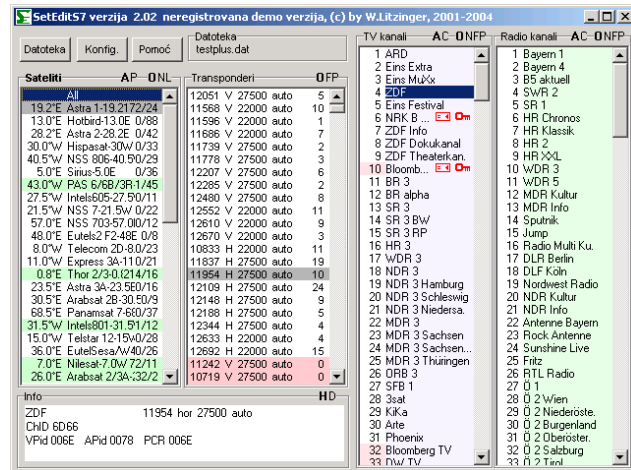 SetEditS7 verzija 2.02 neregistrovana demo verzija, (c) by W.Litzinger, 2001-2004
Datoteka Konfig. Pomoć
Datoteka
testplus.dat
Sateliti AP-ONL
All
19.2°E Astra 1-19.2172/24
13.0°E Hotbird-13.0E 0/88
28.2°E Astra 2-28.2E 0/42
30.0°W Hispasat-30W 0/33
40.5°W NSS 806-40.5 0/29
5.0°E Sirius-5.0E 0/36
43.0°W PAS 6/6B/3R-1/45
27.5°W Intels605-27.5 0/11
21.5°W NSS 7-21.5W 0/22
57.0°E NSS 703-57.0 0/12
48.0°E Eutels2 F2-48E 0/8
8.0°W Telecom 2D-8.0/23
11.0°W Express 3A-110/21
0.8°E Thor 2/3-0.8214/16
23.5°E Astra 3A-23.5E0/16
30.5°E Arabsat 2B-30.50/9
68.5°E Panamsat 7-680/37
31.5°W Intels801-31.5 1/12
15.0°W Telstar 12-15W0/28
36.0°E EutelSesa/W40/26
7.0°E Nilesat-7.0W 72/11
26.0°E Arabsat 2/3A-232/2
Transponderi OFP-
12051 V 27500 auto 5
11568 V 22000 auto 10
11596 V 22000 auto 1
11686 V 22000 auto 7
11739 V 27500 auto 2
11778 V 27500 auto 3
12207 V 27500 auto 6
12285 V 27500 auto 2
12480 V 27500 auto 8
12552 V 22000 auto 11
12610 V 22000 auto 9
12670 V 22000 auto 3
10833 H 22000 auto 11
11837 H 27500 auto 19
11954 H 27500 auto 10
12109 H 27500 auto 24
12148 H 27500 auto 9
12188 H 27500 auto 5
12344 H 27500 auto 4
12633 H 22000 auto 4
12692 H 22000 auto 15
11242 V 27500 auto 0
10719 V 27500 auto 0
TV kanali AC-ONFP
1 ARD
2 Eins Extra
3 Eins MuXx
4 ZDF
5 Eins Festival
6 NRK B ...
7 ZDF Info
8 ZDF Dokukanal
9 ZDF Theaterkan.
10 Bloomb...
11 BR 3
12 BR alpha
13 SR 3
14 SR 3 BW
15 SR 3 RP
16 HR 3
17 WDR 3
18 NDR 3
19 NDR 3 Hamburg
20 NDR 3 Schleswig
21 NDR 3 Niedersa.
22 MDR 3
23 MDR 3 Sachsen
24 MDR 3 Sachsen...
25 MDR 3 Thüringen
26 ORB 3
27 SFB 1
28 3sat
29 KiKa
30 Arte
31 Phoenix
32 Bloomberg TV
33 DW TV
Radio kanali AC-ONFP
1 Bayern 1
2 Bayern 4
3 B5 aktuell
4 SWR 2
5 SR 1
6 HR Chronos
7 HR Klassik
8 HR 2
9 HR XXL
10 WDR 3
11 WDR 5
12 MDR Kultur
13 MDR Info
14 Sputnik
15 Jump
16 Radio Multi Ku.
17 DLR Berlin
18 DLF Köln
19 Nordwest Radio
20 NDR Kultur
21 NDR Info
22 Antenne Bayern
23 Rock Antenne
24 Sunshine Live
25 Fritz
26 RTL Radio
27 Ö 1
28 Ö 2 Wien
29 Ö 2 Niederöste.
30 Ö 2 Burgenland
31 Ö 2 Oberöster.
32 Ö 2 Salzburg
33 Ö 2 Tirol
Info HD-
ZDF 11954 hor 27500 auto
ChID 6D66
VPid 006E APid 0078 PCR 006E